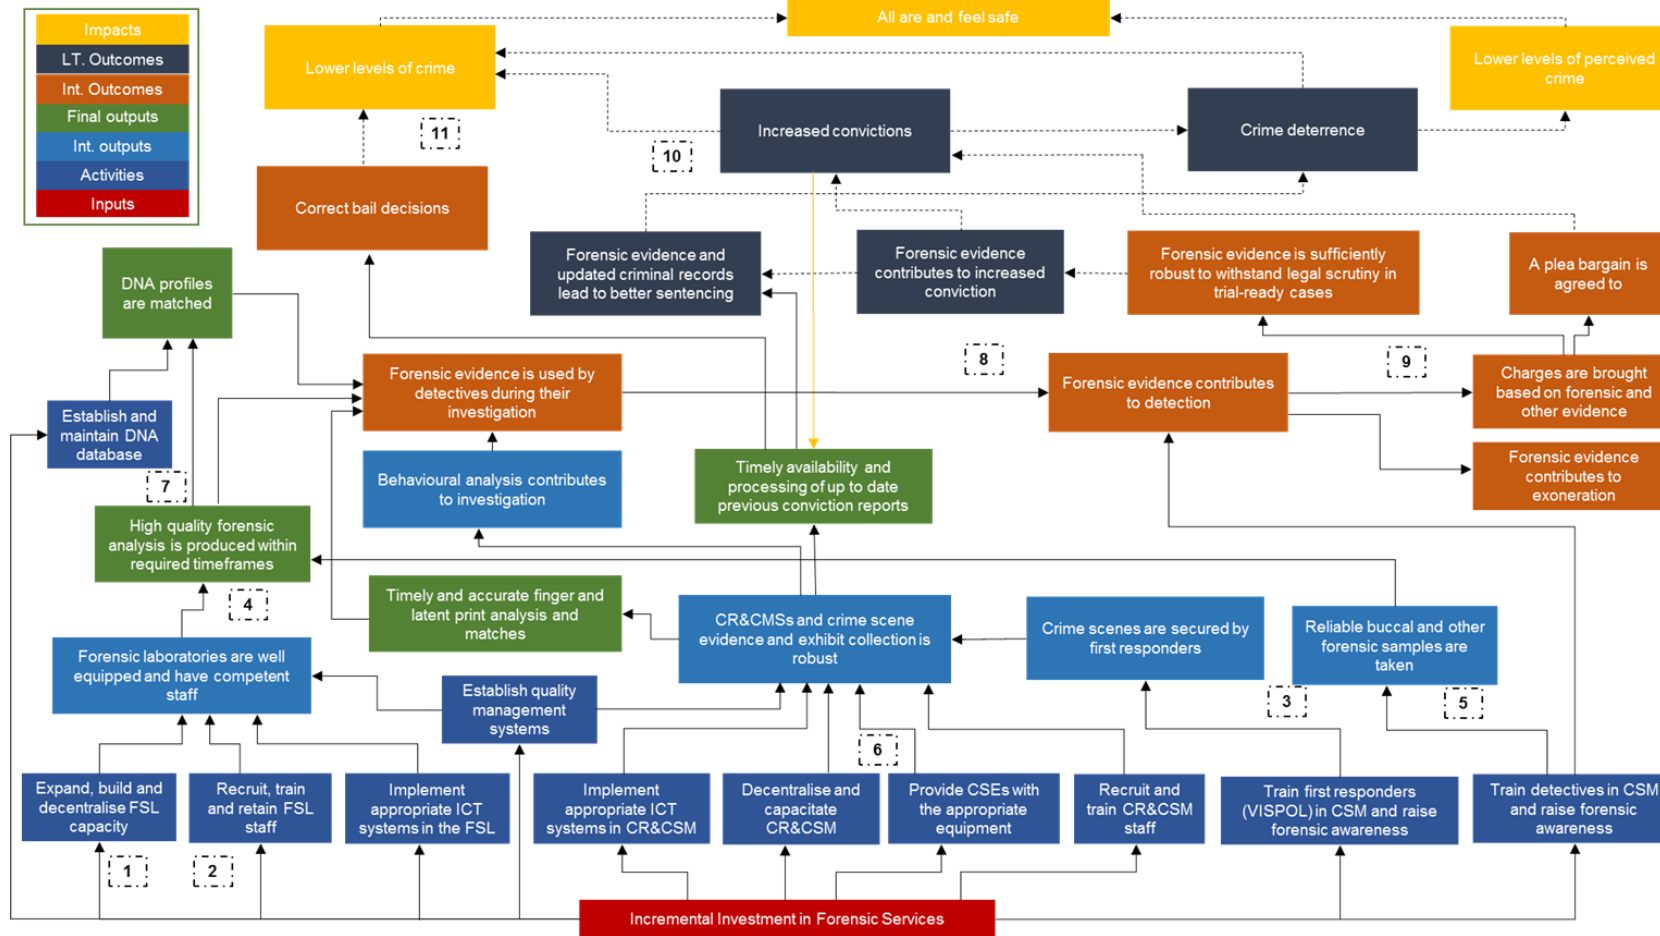 Impacts
LT. Outcomes
Int. Outcomes
Final outputs
Int. outputs
Activities
Inputs
All are and feel safe
Lower levels of crime
Lower levels of perceived
crime
11
Increased convictions
10
Crime deterrence
Correct bail decisions
Forensic evidence and
updated criminal records
lead to better sentencing
Forensic evidence
contributes to increased
conviction
Forensic evidence is sufficiently
robust to withstand legal scrutiny in
trial-ready cases
A plea bargain is
agreed to
DNA profiles
are matched
Forensic evidence is used by
detectives during their
investigation
8
Forensic evidence contributes
to detection
9
Charges are brought
based on forensic and
other evidence
Establish and
maintain DNA
database
7
Behavioural analysis contributes
to investigation
Timely availability and
processing of up to date
previous conviction reports
Forensic evidence
contributes to exoneration
High quality forensic
analysis is produced within
required timeframes
4
Timely and accurate finger and
latent print analysis and
matches
CR&CMSs and crime scene
evidence and exhibit collection is
robust
Crime scenes are secured by
first responders
Reliable buccal and other
forensic samples are
taken
Forensic laboratories are well
equipped and have competent
staff
Establish quality
management
systems
3
5
6
Expand, build and
decentralise FSL
capacity
Recruit, train
and retain FSL
staff
Implement
appropriate ICT
systems in the FSL
Implement
appropriate ICT
systems in CR&CSM
Decentralise and
capacitate
CR&CSM
Provide CSEs with
the appropriate
equipment
Recruit and
train CR&CSM
staff
Train first responders
(VISPOL) in CSM and raise
forensic awareness
Train detectives in CSM
and raise forensic
awareness
1
2
Incremental Investment in Forensic Services